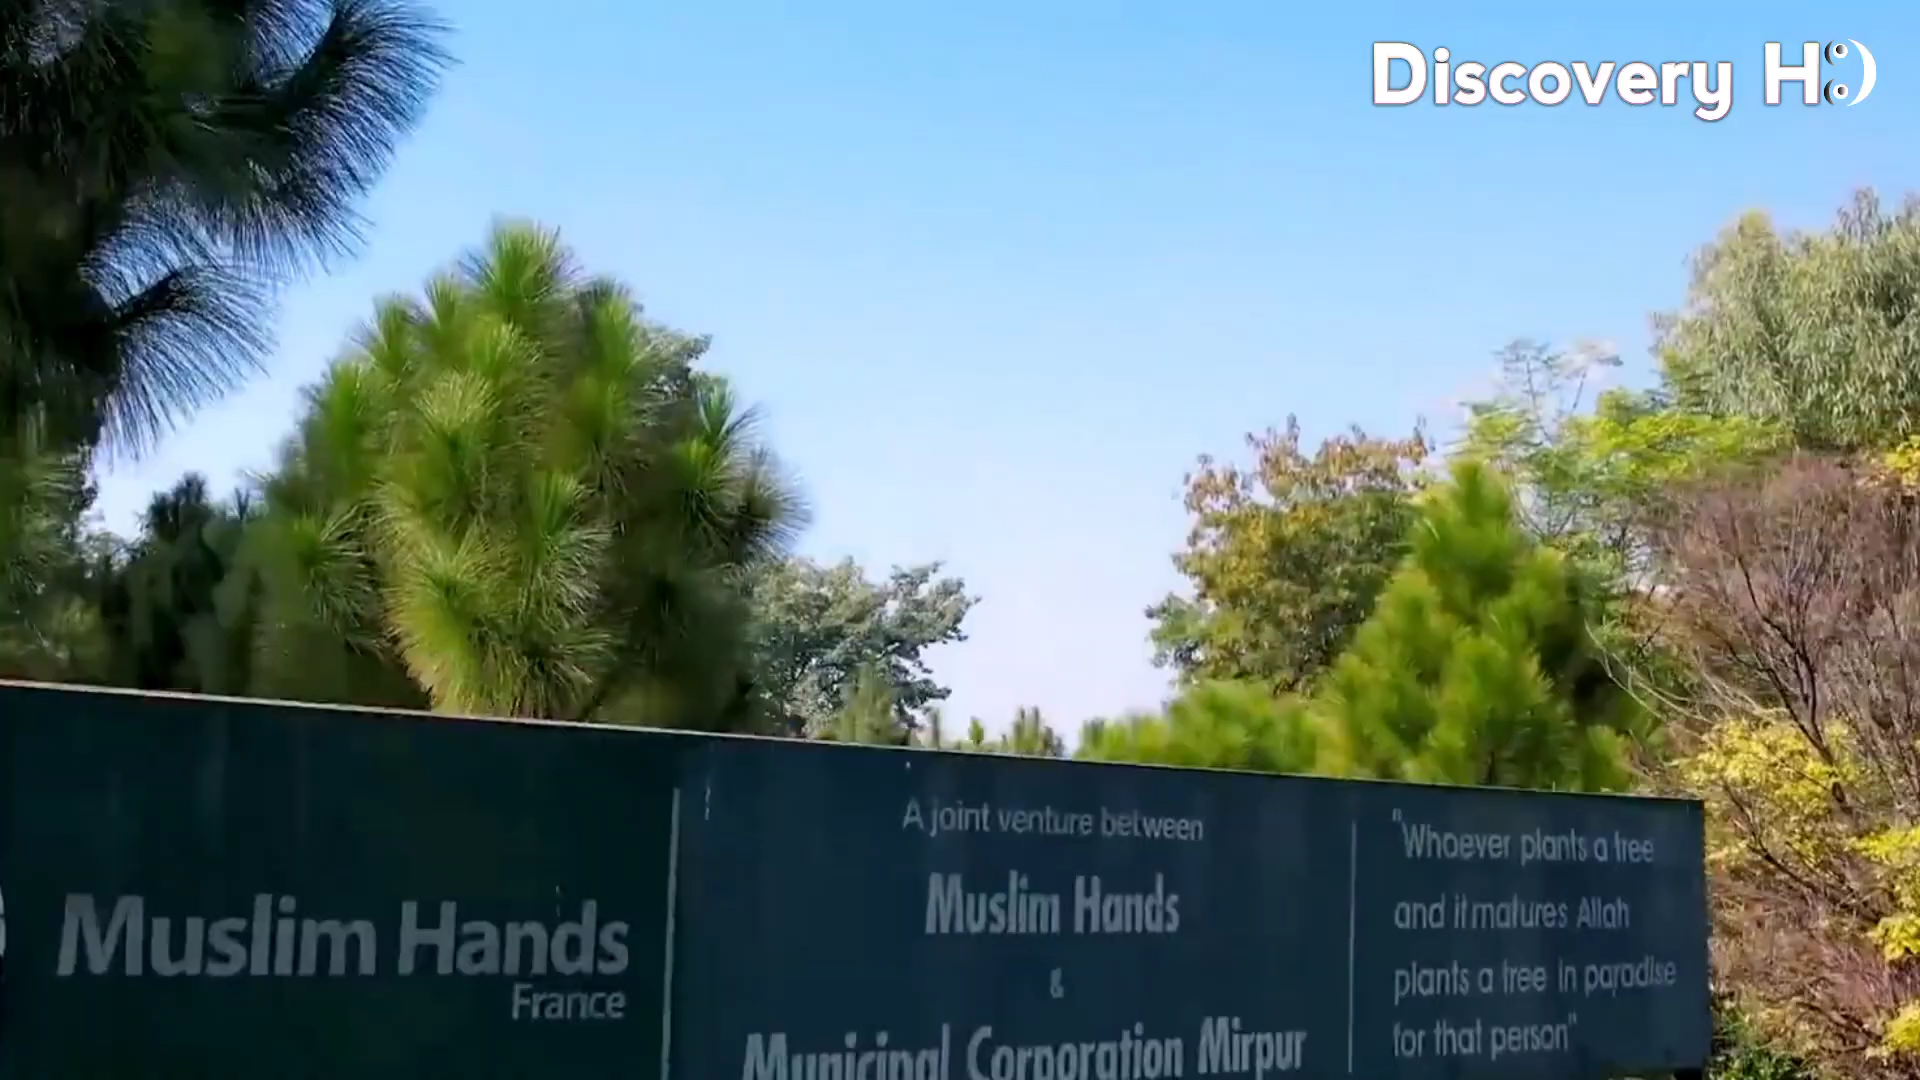 Discovery HD
Muslim Hands
France
A joint venture between
Muslim Hands
&
Municipal Corporation Mirpur
"Whoever plants a tree
and it matures Allah
plants a tree in paradise
for that person"